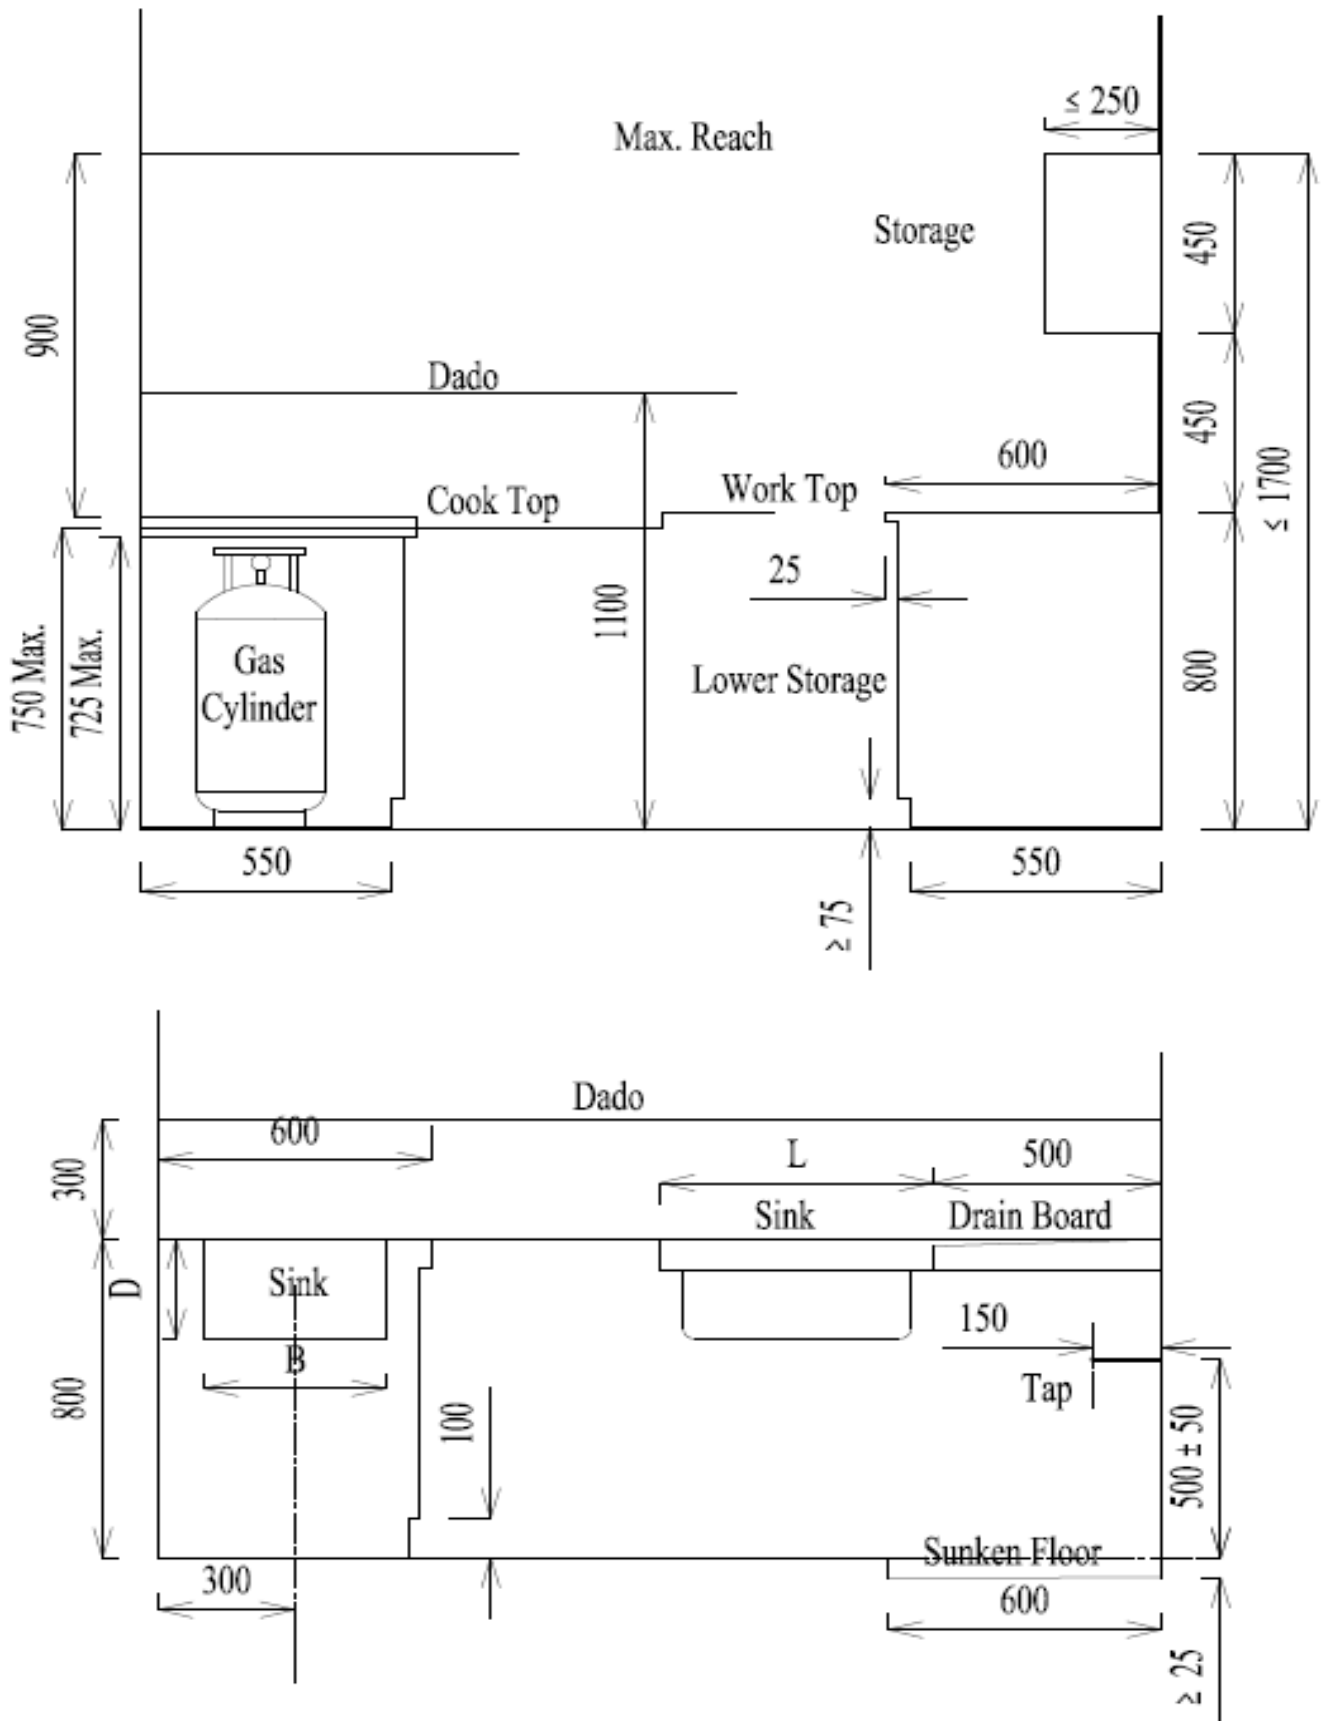 ≤ 250
Max. Reach
Storage
450
900
Dado
450
600
≤ 1700
Cook Top
Work Top
25
1100
750 Max.
725 Max.
Gas
Cylinder
Lower Storage
800
550
550
≥ 75
Dado
600
L
500
300
Sink
Drain Board
D
Sink
150
B
Tap
800
100
500 ± 50
Sunken Floor
300
600
≥ 25